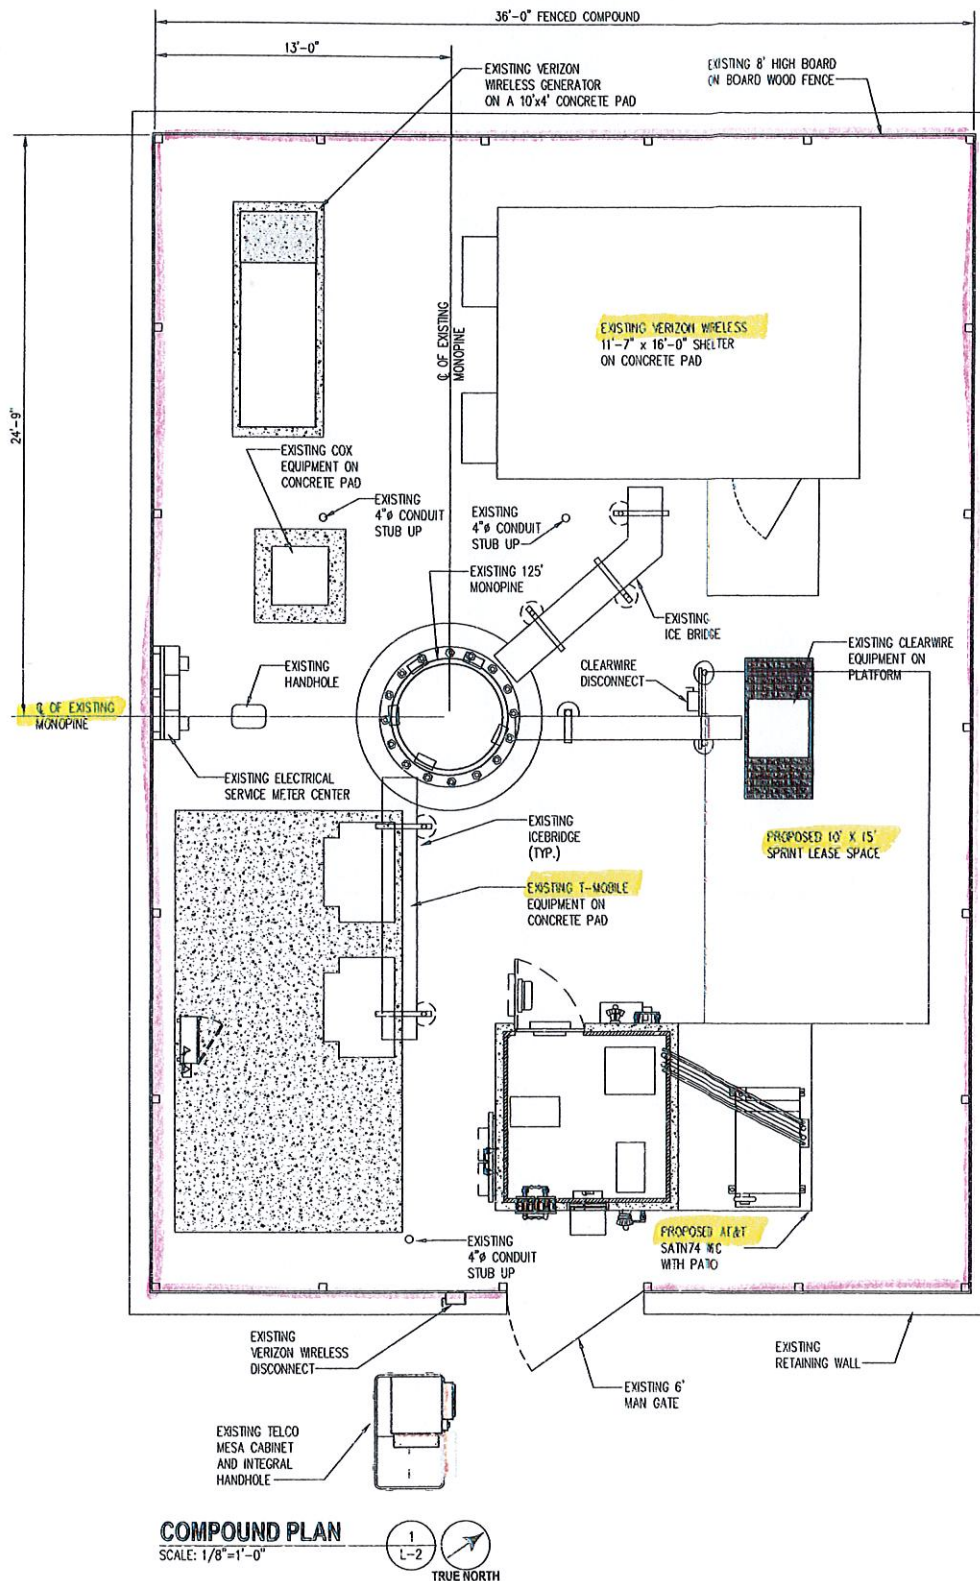 36'-0" FENCED COMPOUND
13'-0"
EXISTING VERIZON
WIRELESS GENERATOR
ON A 10'x4' CONCRETE PAD
EXISTING 8' HIGH BOARD
ON BOARD WOOD FENCE
24'-9"
℄ OF EXISTING
MONOPINE
EXISTING VERIZON WIRELESS
11'-7" x 16'-0" SHELTER
ON CONCRETE PAD
EXISTING COX
EQUIPMENT ON
CONCRETE PAD
EXISTING
4"ø CONDUIT
STUB UP
EXISTING
4"ø CONDUIT
STUB UP
EXISTING 125'
MONOPINE
EXISTING
ICE BRIDGE
EXISTING
HANDHOLE
CLEARWIRE
DISCONNECT
EXISTING CLEARWIRE
EQUIPMENT ON
PLATFORM
℄ OF EXISTING
MONOPINE
EXISTING ELECTRICAL
SERVICE METER CENTER
EXISTING
ICEBRIDGE
(TYP.)
PROPOSED 10' X 15'
SPRINT LEASE SPACE
EXISTING T-MOBILE
EQUIPMENT ON
CONCRETE PAD
EXISTING
4"ø CONDUIT
STUB UP
PROPOSED AT&T
SATN74 MC
WITH PATIO
EXISTING
VERIZON WIRELESS
DISCONNECT
EXISTING
RETAINING WALL
EXISTING 6'
MAN GATE
EXISTING TELCO
MESA CABINET
AND INTEGRAL
HANDHOLE
COMPOUND PLAN
SCALE: 1/8"=1'-0"
1
L-2
TRUE NORTH